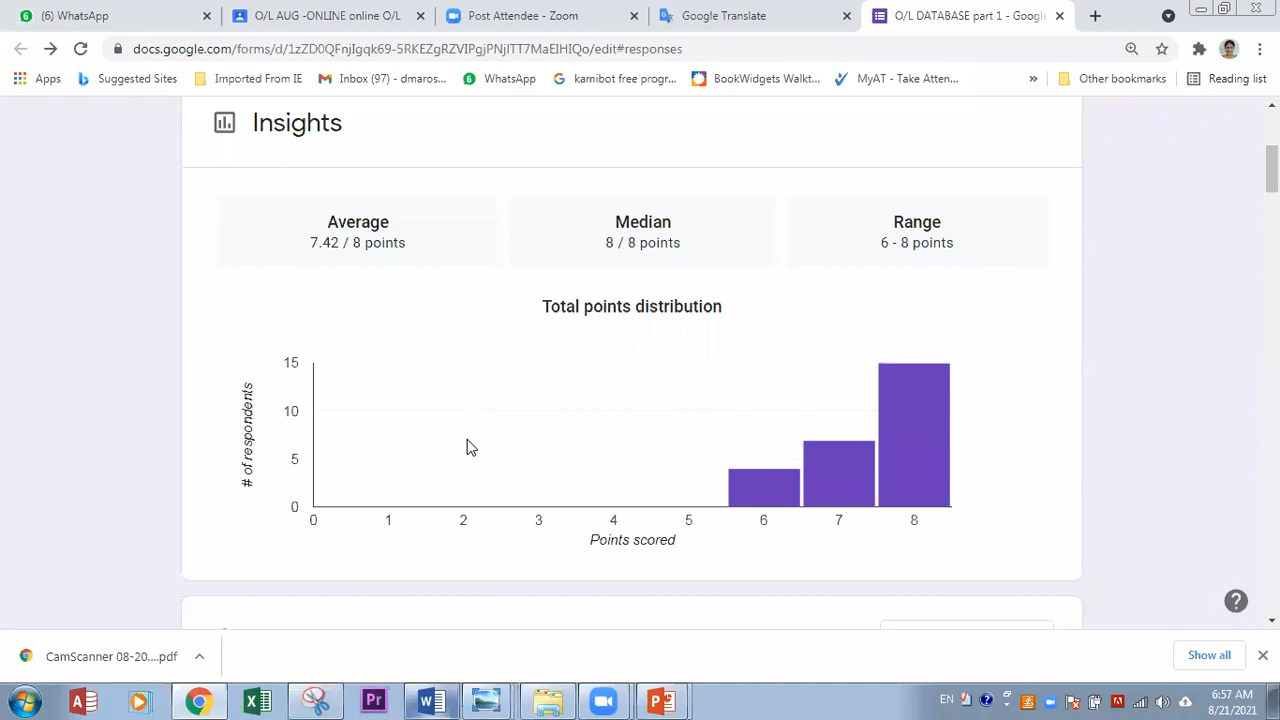 (6) WhatsApp
O/L AUG -ONLINE online O/L
Post Attendee - Zoom
Google Translate
O/L DATABASE part 1 - Google
docs.google.com/forms/d/1zZD0QFnjIgqk69-5RKEZgRZVIPgjPNjITT7MaEIHIQo/edit#responses
Apps
Suggested Sites
Imported From IE
Inbox (97) - dmaros...
WhatsApp
kamibot free progr...
BookWidgets Walkt...
MyAT - Take Atten...
»
Other bookmarks
Reading list
Insights
Average
7.42 / 8 points
Median
8 / 8 points
Range
6 - 8 points
Total points distribution
# of respondents
15
10
5
0
0 1 2 3 4 5 6 7 8
Points scored
CamScanner 08-20....pdf
Show all
EN
6:57 AM
8/21/2021